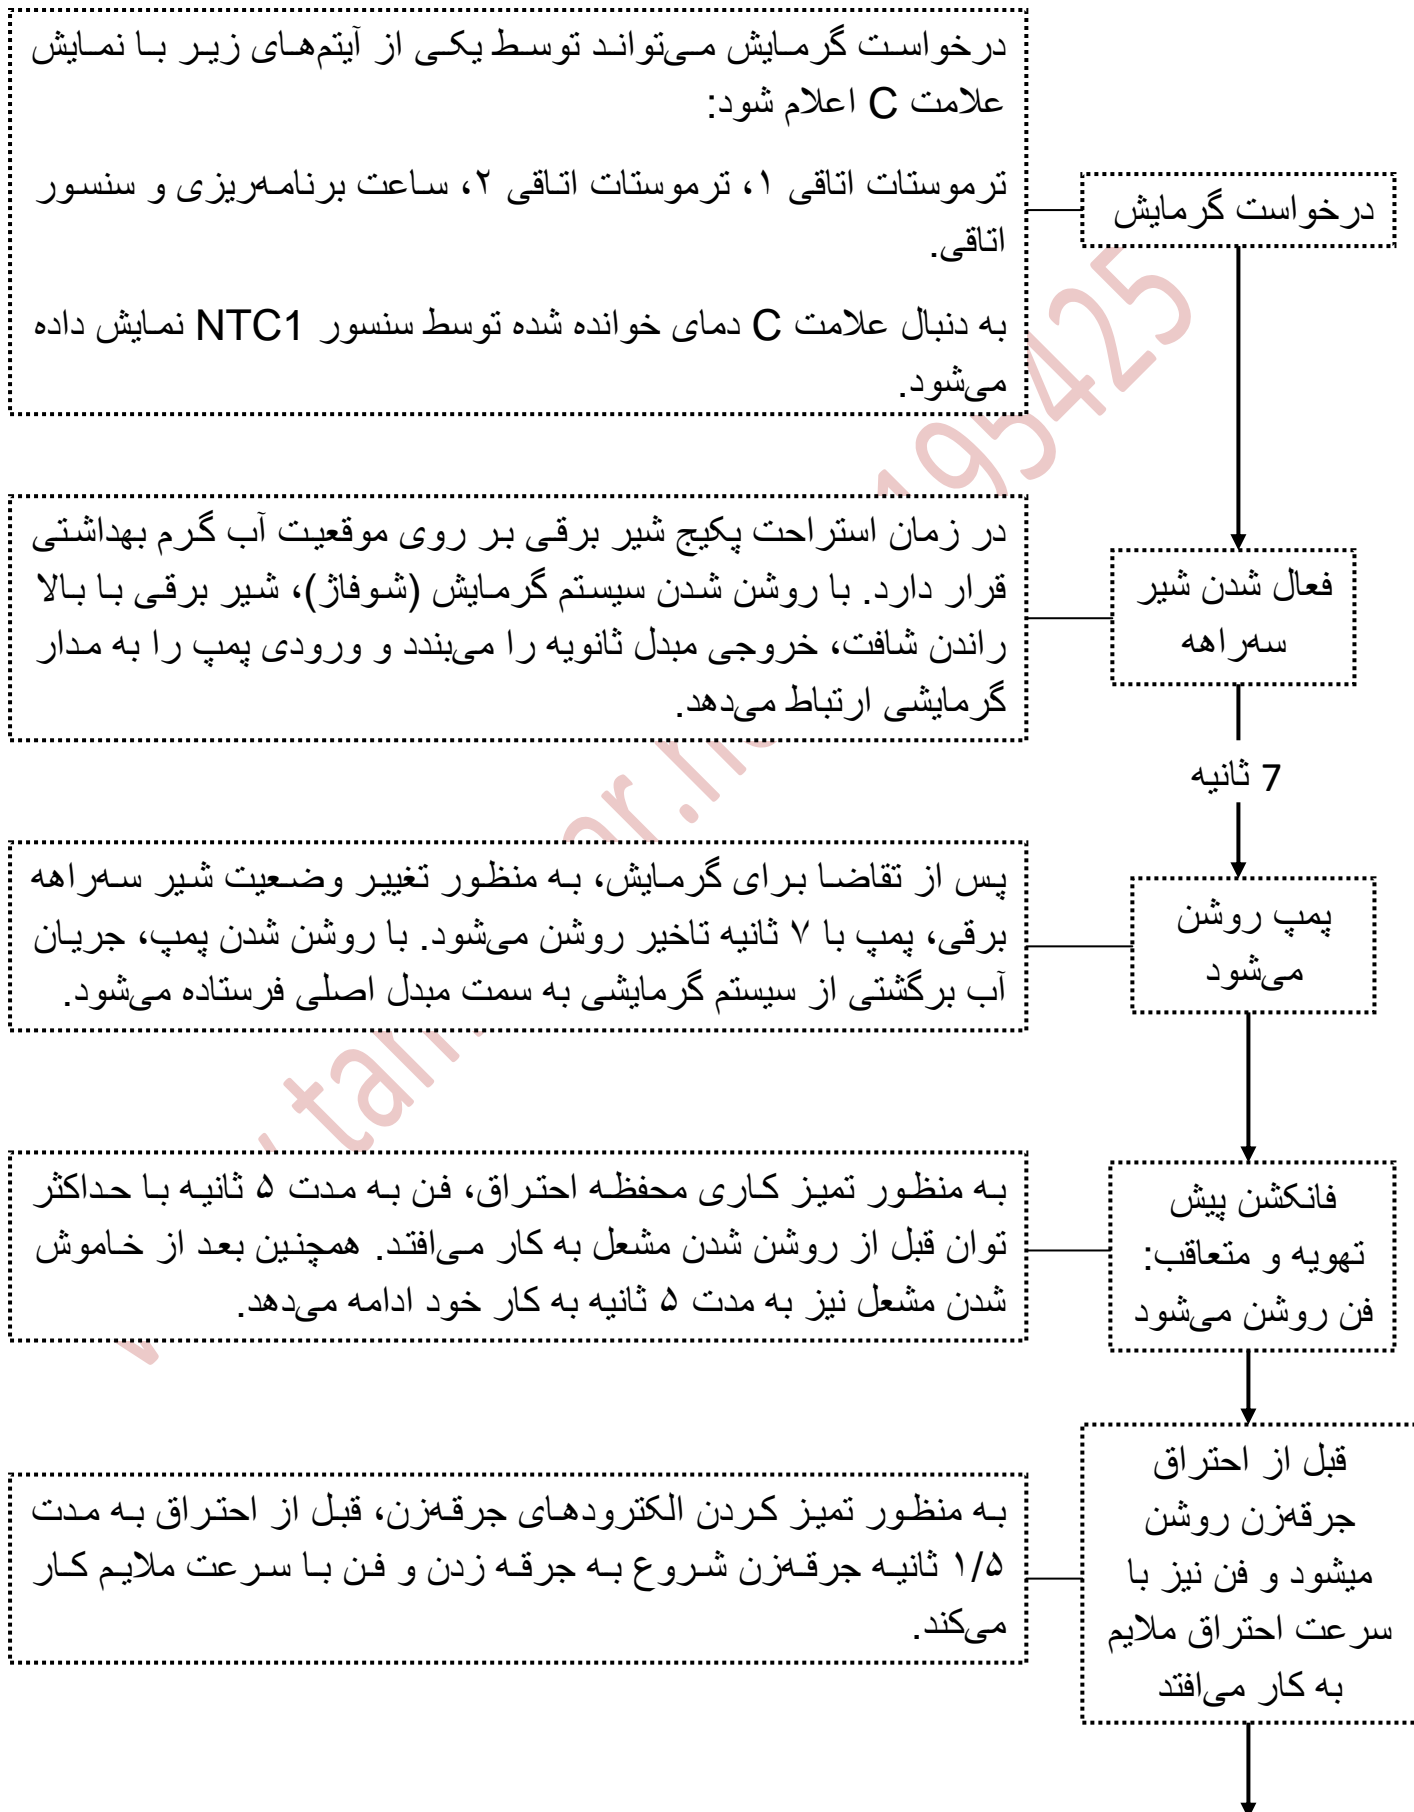 درخواست گرمایش می‌تواند توسط یکی از آیتم‌های زیر با نمایش
علامت C اعلام شود:
ترموستات اتاقی ۱، ترموستات اتاقی ۲، ساعت برنامه‌ریزی و سنسور
اتاقی.
به دنبال علامت C دمای خوانده شده توسط سنسور NTC1 نمایش داده
می‌شود.
درخواست گرمایش
در زمان استراحت پکیج شیر برقی بر روی موقعیت آب گرم بهداشتی
قرار دارد. با روشن شدن سیستم گرمایش (شوفاژ)، شیر برقی با بالا
راندن شافت، خروجی مبدل ثانویه را می‌بندد و ورودی پمپ را به مدار
گرمایشی ارتباط می‌دهد.
فعال شدن شیر
سه‌راهه
7 ثانیه
پس از تقاضا برای گرمایش، به منظور تغییر وضعیت شیر سه‌راهه
برقی، پمپ با ۷ ثانیه تاخیر روشن می‌شود. با روشن شدن پمپ، جریان
آب برگشتی از سیستم گرمایشی به سمت مبدل اصلی فرستاده می‌شود.
پمپ روشن
می‌شود
به منظور تمیز کاری محفظه احتراق، فن به مدت ۵ ثانیه با حداکثر
توان قبل از روشن شدن مشعل به کار می‌افتد. همچنین بعد از خاموش
شدن مشعل نیز به مدت ۵ ثانیه به کار خود ادامه می‌دهد.
فانکشن پیش
تهویه و متعاقب:
فن روشن می‌شود
به منظور تمیز کردن الکترودهای جرقه‌زن، قبل از احتراق به مدت
۱/۵ ثانیه جرقه‌زن شروع به جرقه زدن و فن با سرعت ملایم کار
می‌کند.
قبل از احتراق
جرقه‌زن روشن
میشود و فن نیز با
سرعت احتراق ملایم
به کار می‌افتد